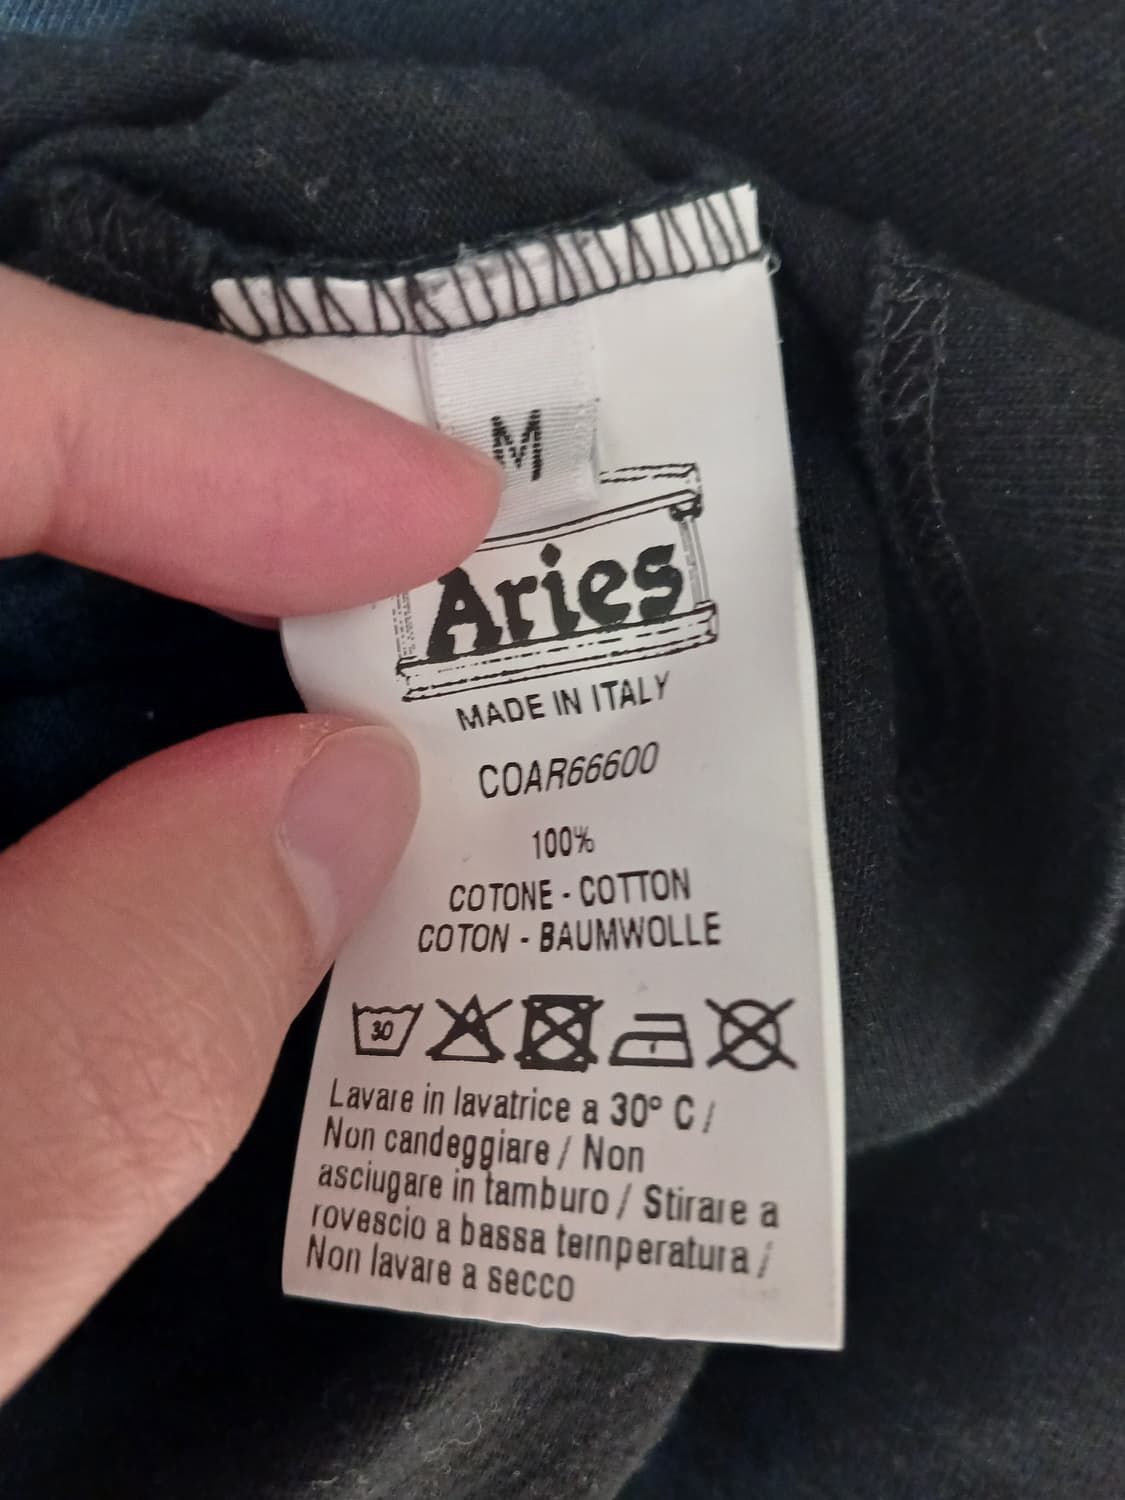 M
Aries
MADE IN ITALY
COAR66600
100%
COTONE - COTTON
COTON - BAUMWOLLE
30
Lavare in lavatrice a 30° C /
Non candeggiare / Non
asciugare in tamburo / Stirare a
rovescio a bassa temperatura /
Non lavare a secco